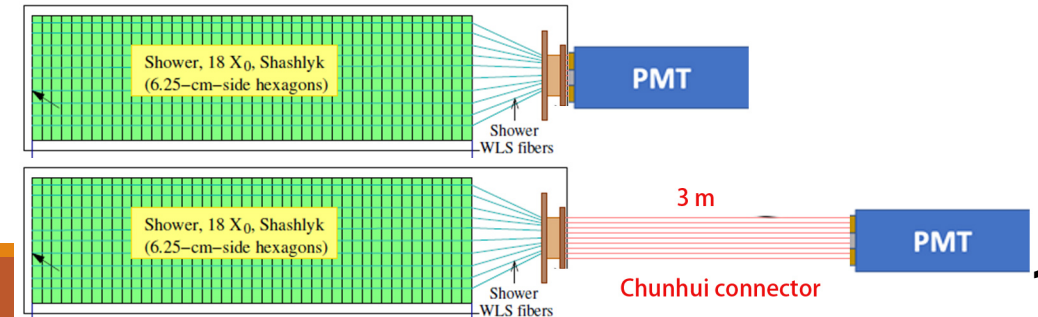 Shower, 18 X0, Shashlyk
(6.25−cm−side hexagons)
PMT
Shower
WLS fibers
3 m
Shower, 18 X0, Shashlyk
(6.25−cm−side hexagons)
PMT
Chunhui connector
Shower
WLS fibers